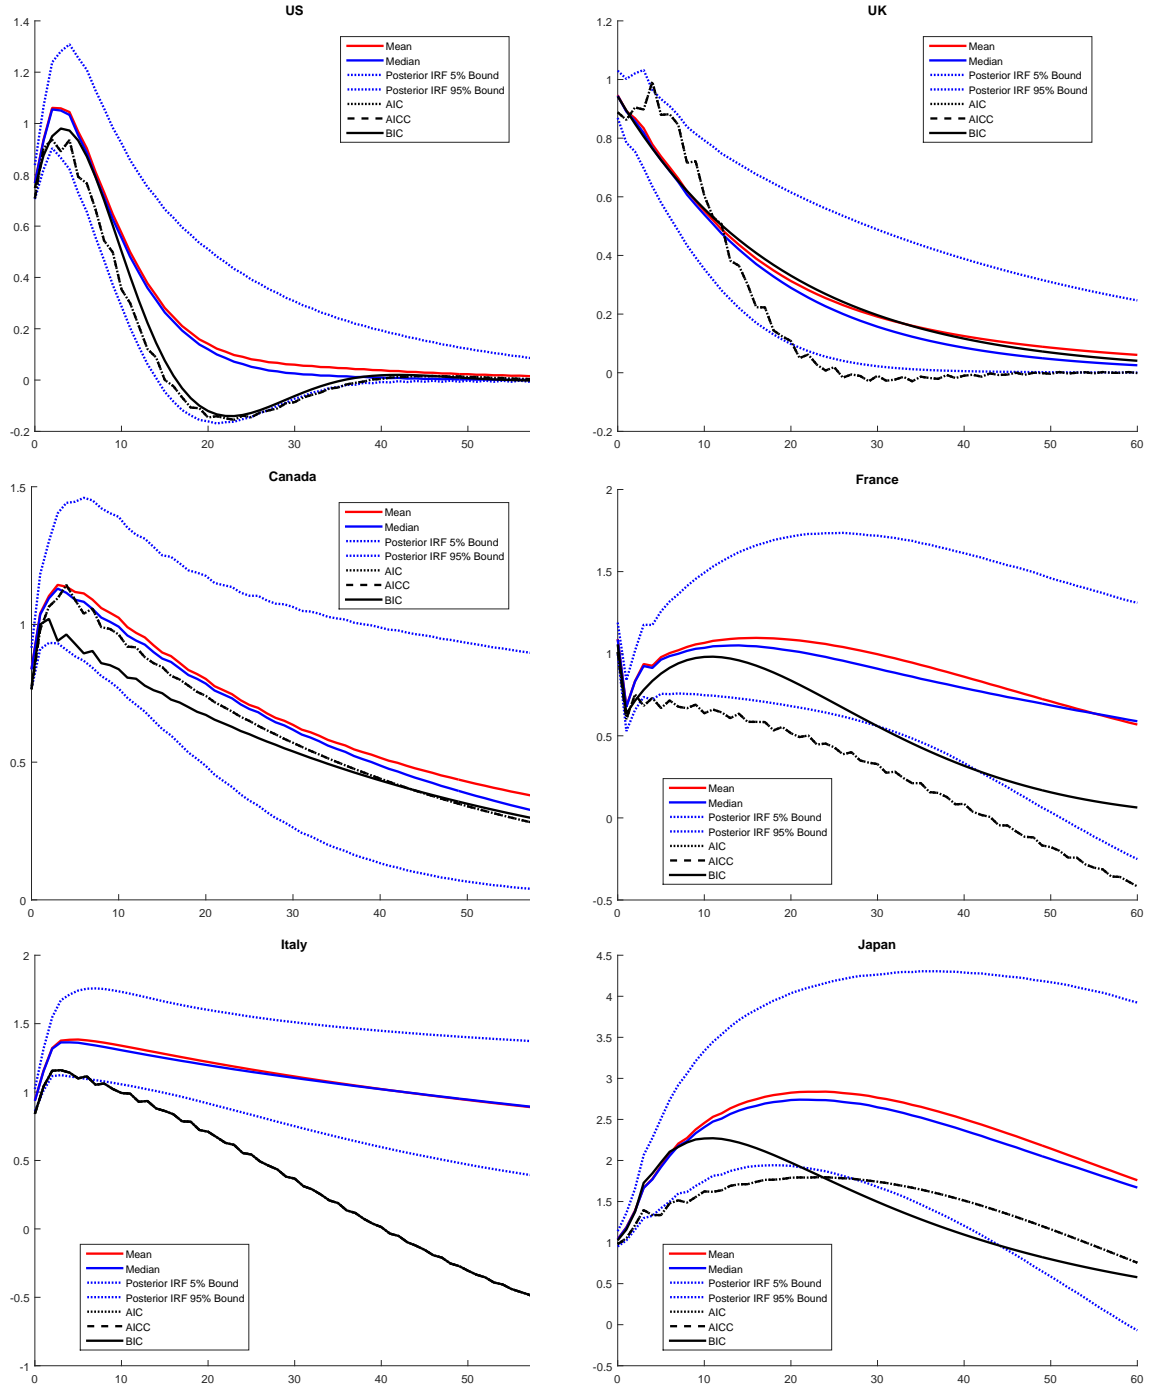 US
1.4
1.2
1
0.8
0.6
0.4
0.2
0
-0.2
0 10 20 30 40 50
Mean
Median
Posterior IRF 5% Bound
Posterior IRF 95% Bound
AIC
AICC
BIC
UK
1.2
1
0.8
0.6
0.4
0.2
0
-0.2
0 10 20 30 40 50 60
Mean
Median
Posterior IRF 5% Bound
Posterior IRF 95% Bound
AIC
AICC
BIC
Canada
1.5
1
0.5
0
0 10 20 30 40 50
Mean
Median
Posterior IRF 5% Bound
Posterior IRF 95% Bound
AIC
AICC
BIC
France
2
1.5
1
0.5
0
-0.5
0 10 20 30 40 50 60
Mean
Median
Posterior IRF 5% Bound
Posterior IRF 95% Bound
AIC
AICC
BIC
Italy
2
1.5
1
0.5
0
-0.5
-1
0 10 20 30 40 50
Mean
Median
Posterior IRF 5% Bound
Posterior IRF 95% Bound
AIC
AICC
BIC
Japan
4.5
4
3.5
3
2.5
2
1.5
1
0.5
0
-0.5
0 10 20 30 40 50 60
Mean
Median
Posterior IRF 5% Bound
Posterior IRF 95% Bound
AIC
AICC
BIC